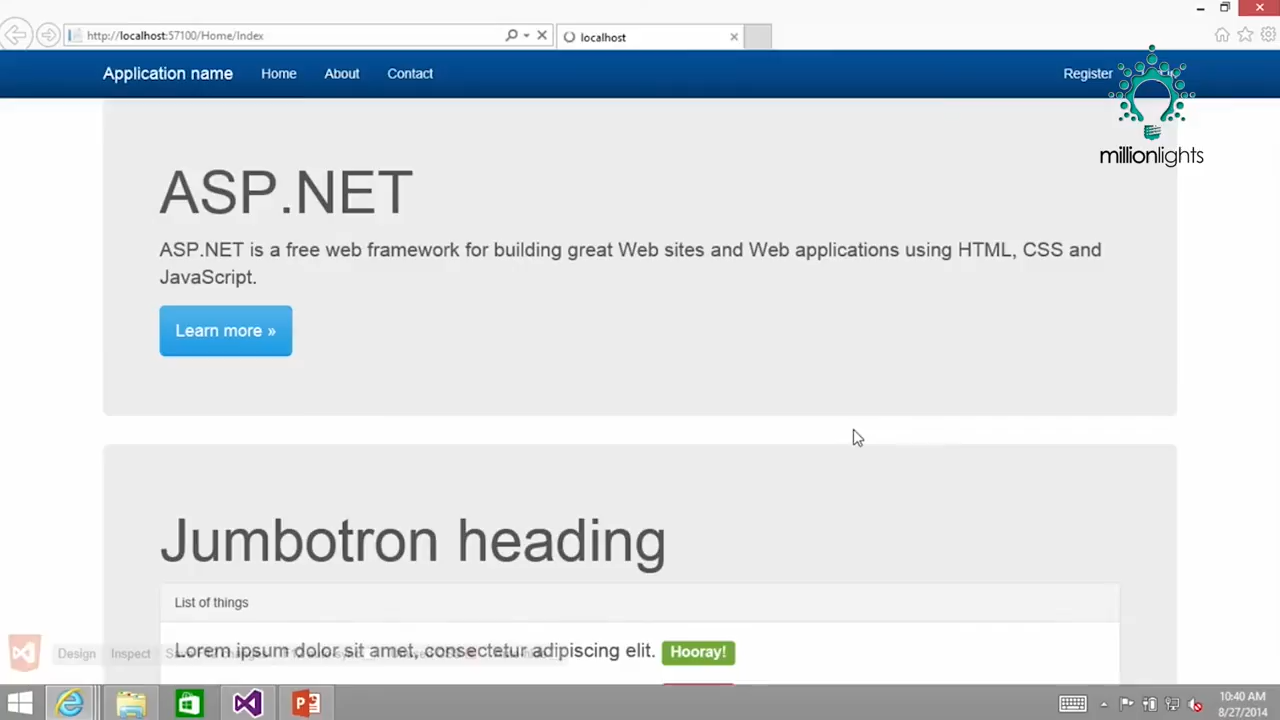 http://localhost:57100/Home/Index
localhost
Application name
Home
About
Contact
Register
millionlights
ASP.NET
ASP.NET is a free web framework for building great Web sites and Web applications using HTML, CSS and
JavaScript.
Learn more »
Jumbotron heading
List of things
Lorem ipsum dolor sit amet, consectetur adipiscing elit. Hooray!
Design
Inspect
10:40 AM
8/27/2014